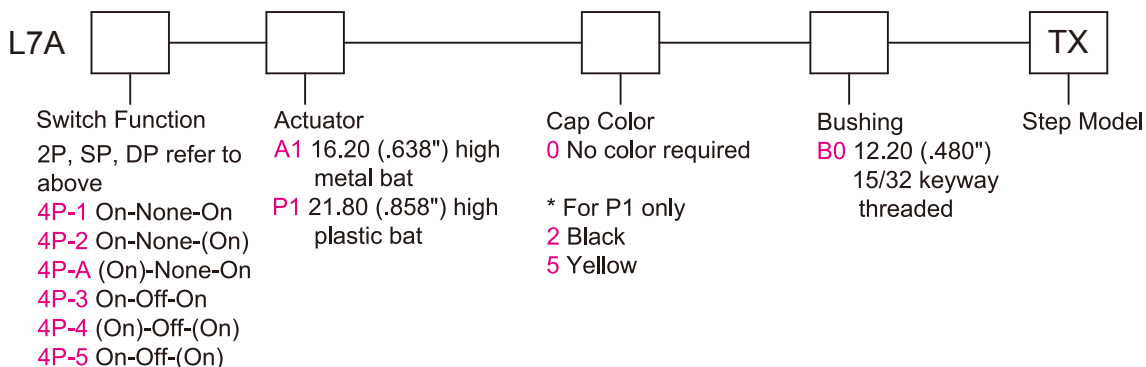 L7A
TX
Switch Function
2P, SP, DP refer to
above
4P-1 On-None-On
4P-2 On-None-(On)
4P-A (On)-None-On
4P-3 On-Off-On
4P-4 (On)-Off-(On)
4P-5 On-Off-(On)
Actuator
A1 16.20 (.638") high
metal bat
P1 21.80 (.858") high
plastic bat
Cap Color
0 No color required
* For P1 only
2 Black
5 Yellow
Bushing
B0 12.20 (.480")
15/32 keyway
threaded
Step Model